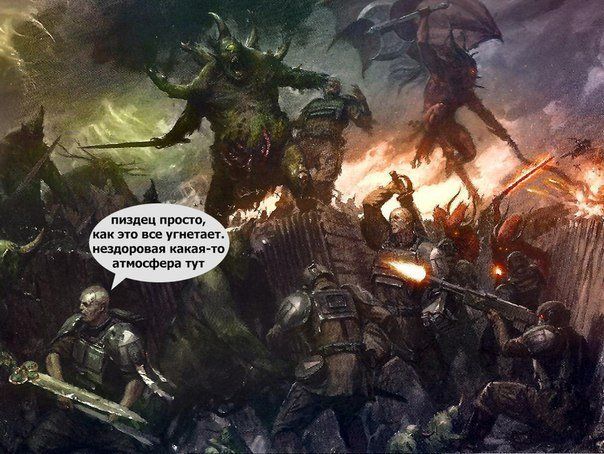 пиздец просто,
как это все угнетает.
нездоровая какая-то
атмосфера тут